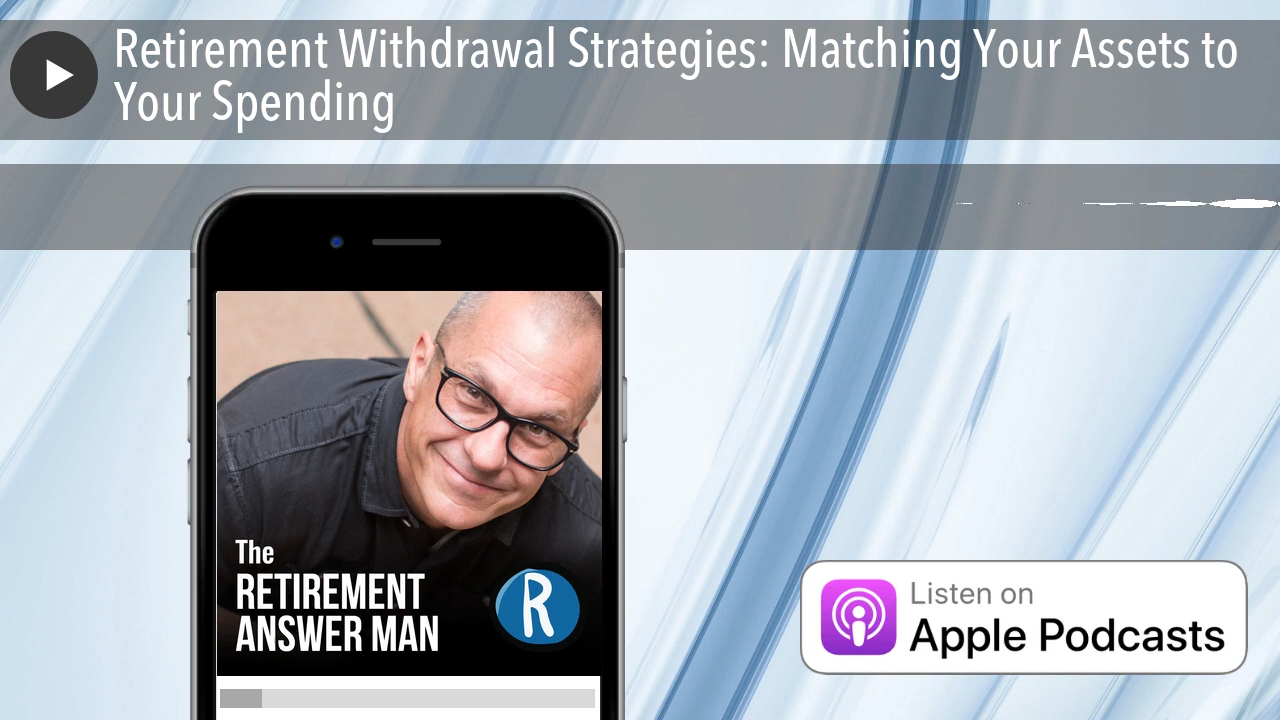 Retirement Withdrawal Strategies: Matching Your Assets to
Your Spending
The
RETIREMENT
ANSWER MAN
R
Listen on
Apple Podcasts